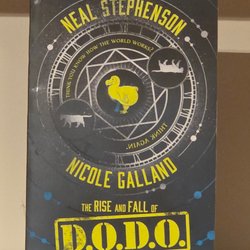 NEAL STEPHENSON
THINK YOU KNOW HOW THE WORLD WORKS?
THINK AGAIN.
NICOLE GALLAND
THE RISE AND FALL OF
D.O.D.O.